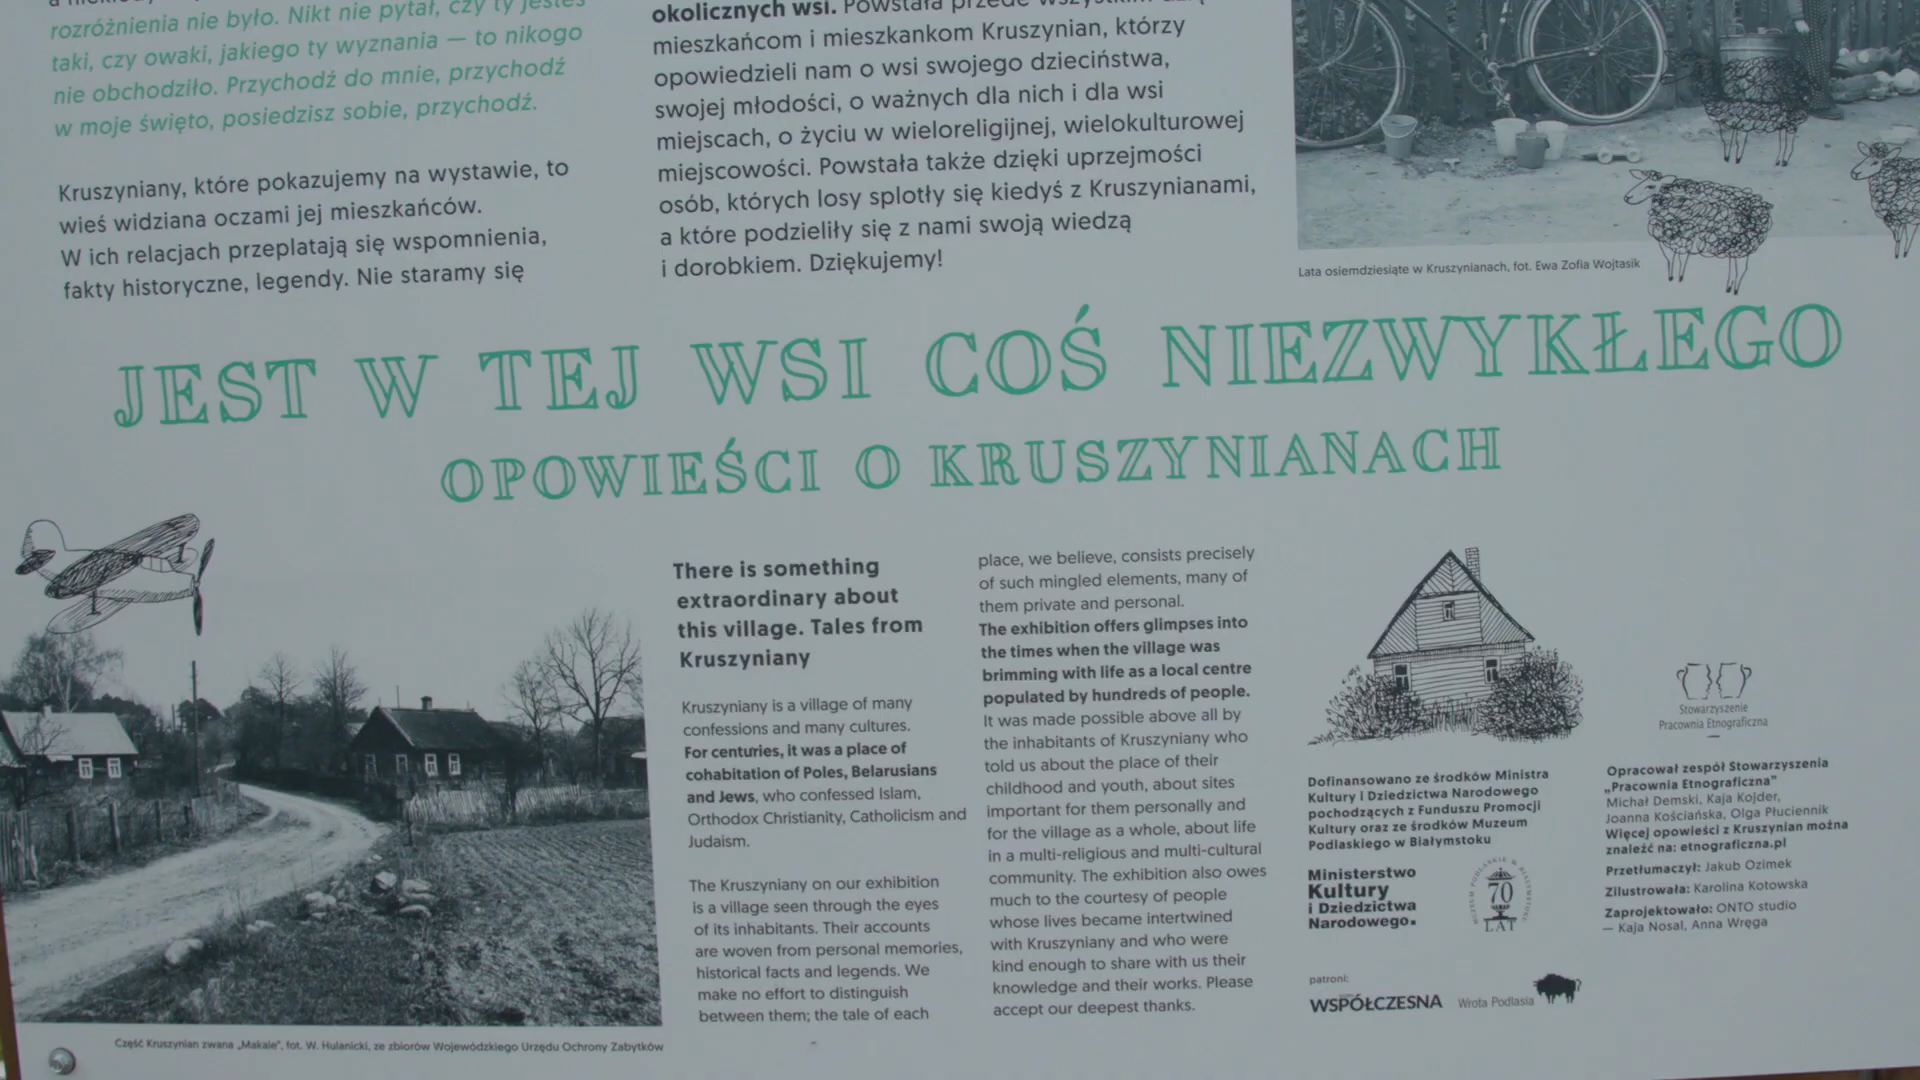 rozróżnienia nie było. Nikt nie pytał, czy ty jesteś
taki, czy owaki, jakiego ty wyznania — to nikogo
nie obchodziło. Przychodź do mnie, przychodź
w moje święto, posiedzisz sobie, przychodź.
Kruszyniany, które pokazujemy na wystawie, to
wieś widziana oczami jej mieszkańców.
W ich relacjach przeplatają się wspomnienia,
fakty historyczne, legendy. Nie staramy się
okolicznych wsi. Powstała przede wszystkim
mieszkańcom i mieszkankom Kruszynian, którzy
opowiedzieli nam o wsi swojego dzieciństwa,
swojej młodości, o ważnych dla nich i dla wsi
miejscach, o życiu w wieloreligijnej, wielokulturowej
miejscowości. Powstała także dzięki uprzejmości
osób, których losy splotły się kiedyś z Kruszynianami,
a które podzieliły się z nami swoją wiedzą
i dorobkiem. Dziękujemy!
Lata osiemdziesiąte w Kruszynianach, fot. Ewa Zofia Wojtasik
JEST W TEJ WSI COŚ NIEZWYKŁEGO
OPOWIEŚCI O KRUSZYNIANACH
Część Kruszynian zwana „Makale", fot. W. Hulanicki, ze zbiorów Wojewódzkiego Urzędu Ochrony Zabytków
There is something
extraordinary about
this village. Tales from
Kruszyniany
Kruszyniany is a village of many
confessions and many cultures.
For centuries, it was a place of
cohabitation of Poles, Belarusians
and Jews, who confessed Islam,
Orthodox Christianity, Catholicism and
Judaism.
The Kruszyniany on our exhibition
is a village seen through the eyes
of its inhabitants. Their accounts
are woven from personal memories,
historical facts and legends. We
make no effort to distinguish
between them; the tale of each
place, we believe, consists precisely
of such mingled elements, many of
them private and personal.
The exhibition offers glimpses into
the times when the village was
brimming with life as a local centre
populated by hundreds of people.
It was made possible above all by
the inhabitants of Kruszyniany who
told us about the place of their
childhood and youth, about sites
important for them personally and
for the village as a whole, about life
in a multi-religious and multi-cultural
community. The exhibition also owes
much to the courtesy of people
whose lives became intertwined
with Kruszyniany and who were
kind enough to share with us their
knowledge and their works. Please
accept our deepest thanks.
Dofinansowano ze środków Ministra
Kultury i Dziedzictwa Narodowego
pochodzących z Funduszu Promocji
Kultury oraz ze środków Muzeum
Podlaskiego w Białymstoku
Ministerstwo
Kultury
i Dziedzictwa
Narodowego.
70
LAT
patroni:
WSPÓŁCZESNA
Wrota Podlasia
Stowarzyszenie
Pracownia Etnograficzna
Opracował zespół Stowarzyszenia
„Pracownia Etnograficzna"
Michał Demski, Kaja Kojder,
Joanna Kościańska, Olga Płuciennik
Więcej opowieści z Kruszynian można
znaleźć na: etnograficzna.pl
Przetłumaczył: Jakub Ozimek
Zilustrowała: Karolina Kotowska
Zaprojektowało: ONTO studio
— Kaja Nosal, Anna Wręga